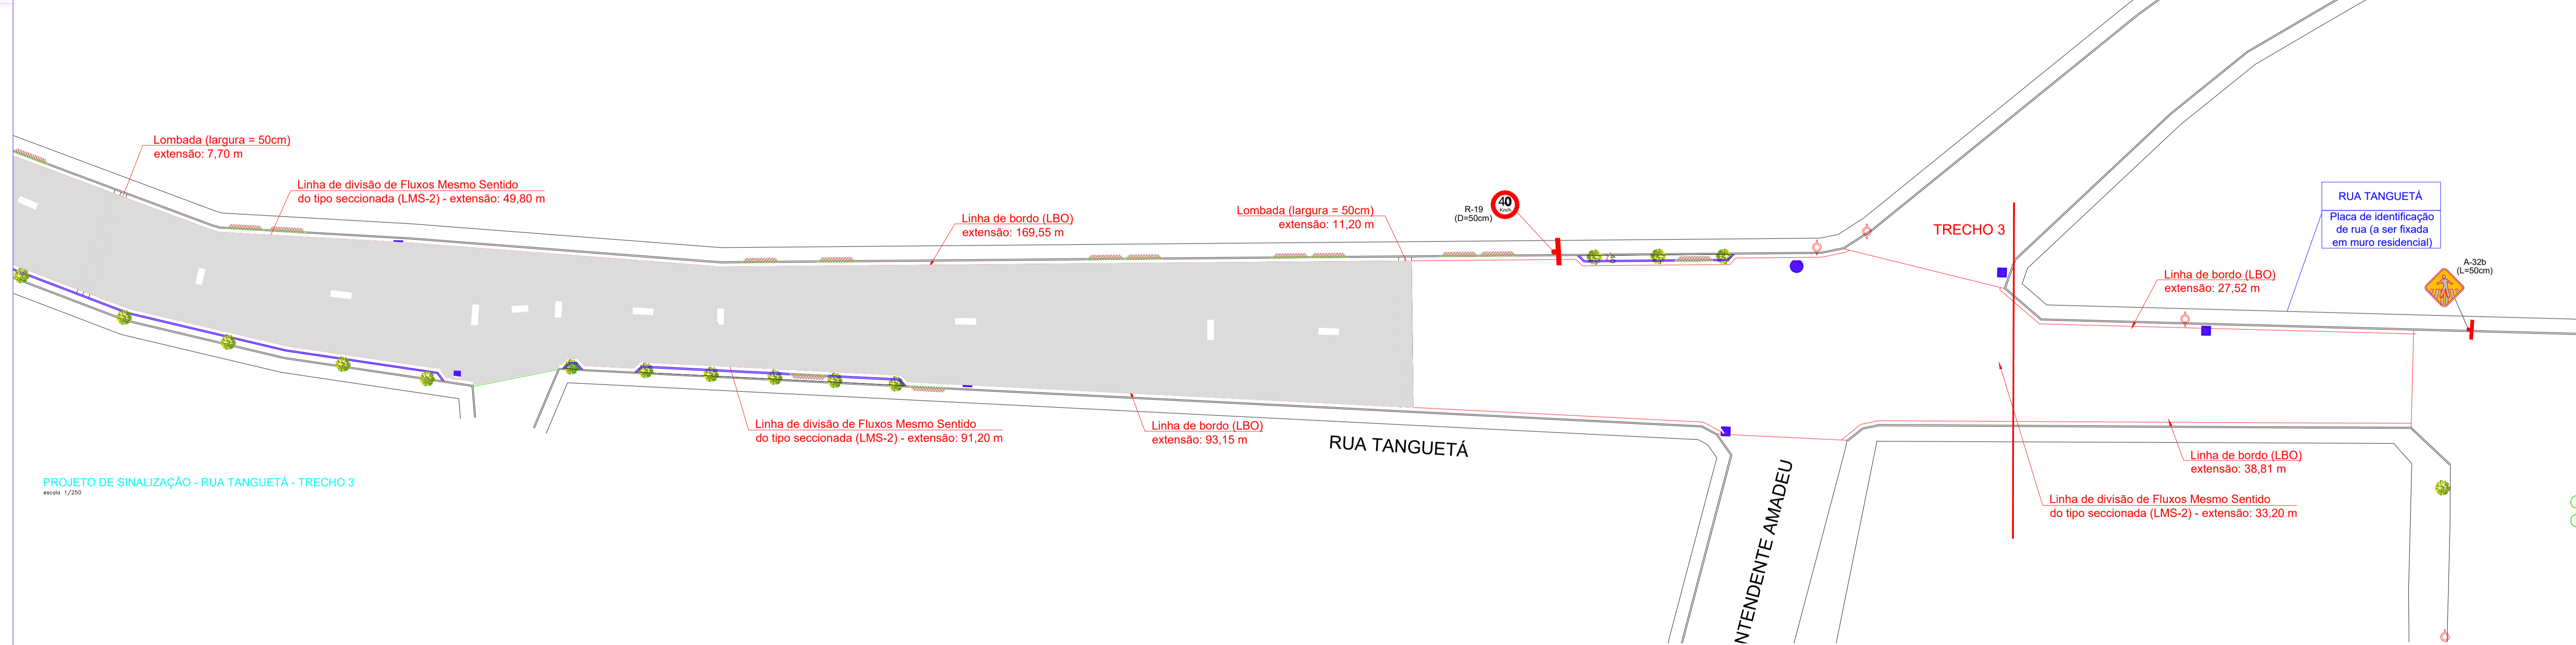 Lombada (largura = 50cm)
extensão: 7,70 m
Linha de divisão de Fluxos Mesmo Sentido
do tipo seccionada (LMS-2) - extensão: 49,80 m
Linha de bordo (LBO)
extensão: 169,55 m
Lombada (largura = 50cm)
extensão: 11,20 m
R-19
(D=50cm)
40
Km/h
TRECHO 3
RUA TANGUETÁ
Placa de identificação
de rua (a ser fixada
em muro residencial)
A-32b
(L=50cm)
Linha de bordo (LBO)
extensão: 27,52 m
Linha de divisão de Fluxos Mesmo Sentido
do tipo seccionada (LMS-2) - extensão: 91,20 m
Linha de bordo (LBO)
extensão: 93,15 m
RUA TANGUETÁ
NTENDENTE AMADEU
Linha de bordo (LBO)
extensão: 38,81 m
Linha de divisão de Fluxos Mesmo Sentido
do tipo seccionada (LMS-2) - extensão: 33,20 m
PROJETO DE SINALIZAÇÃO - RUA TANGUETÁ - TRECHO 3
escala 1/250